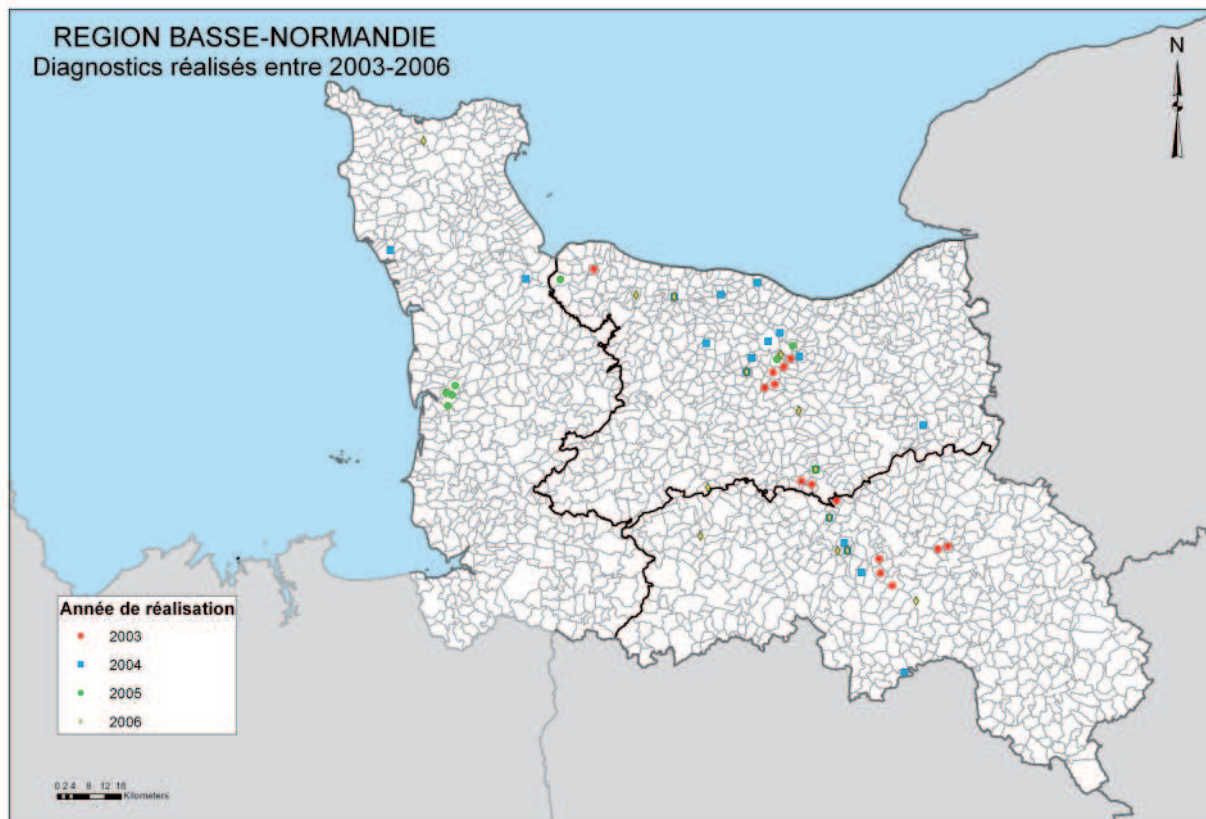 REGION BASSE-NORMANDIE
Diagnostics réalisés entre 2003-2006
N
Année de réalisation
2003
2004
2005
2006
0 2 4 8 12 16
Kilometers